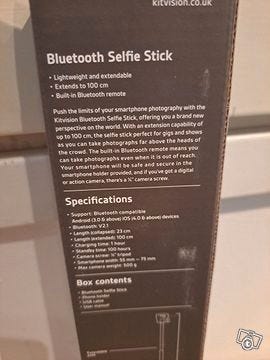 kitvision.co.uk
Bluetooth Selfie Stick
• Lightweight and extendable
• Extends to 100 cm
• Built-in Bluetooth remote
Push the limits of your smartphone photography with the
Kitvision Bluetooth Selfie Stick, offering you a brand new
perspective on the world. With an expansion capability of
up to 100 cm, the selfie stick perfect for gigs and shows
as you can take photographs far above the heads of
the crowd. The built-in Bluetooth remote means you
can take photographs even when it is out of reach.
Your smartphone will be safe and secure in the
smartphone holder provided, and if you've got a digital
or action camera, there's a ¼" camera screw.
Specifications
• Support: Bluetooth compatible
Android (3.0 & above) iOS (4.0 & above) devices
• Bluetooth: V2.1
• Length (collapsed): 23 cm
• Length (extended): 100 cm
• Charging time: 1 hour
• Standby time: 100 hours
• Camera screw: ¼" tripod
• Smartphone width: 55 mm – 75 mm
• Max camera weight: 500 g
Box contents
• Bluetooth Selfie Stick
• Phone holder
• USB cable
• User manual